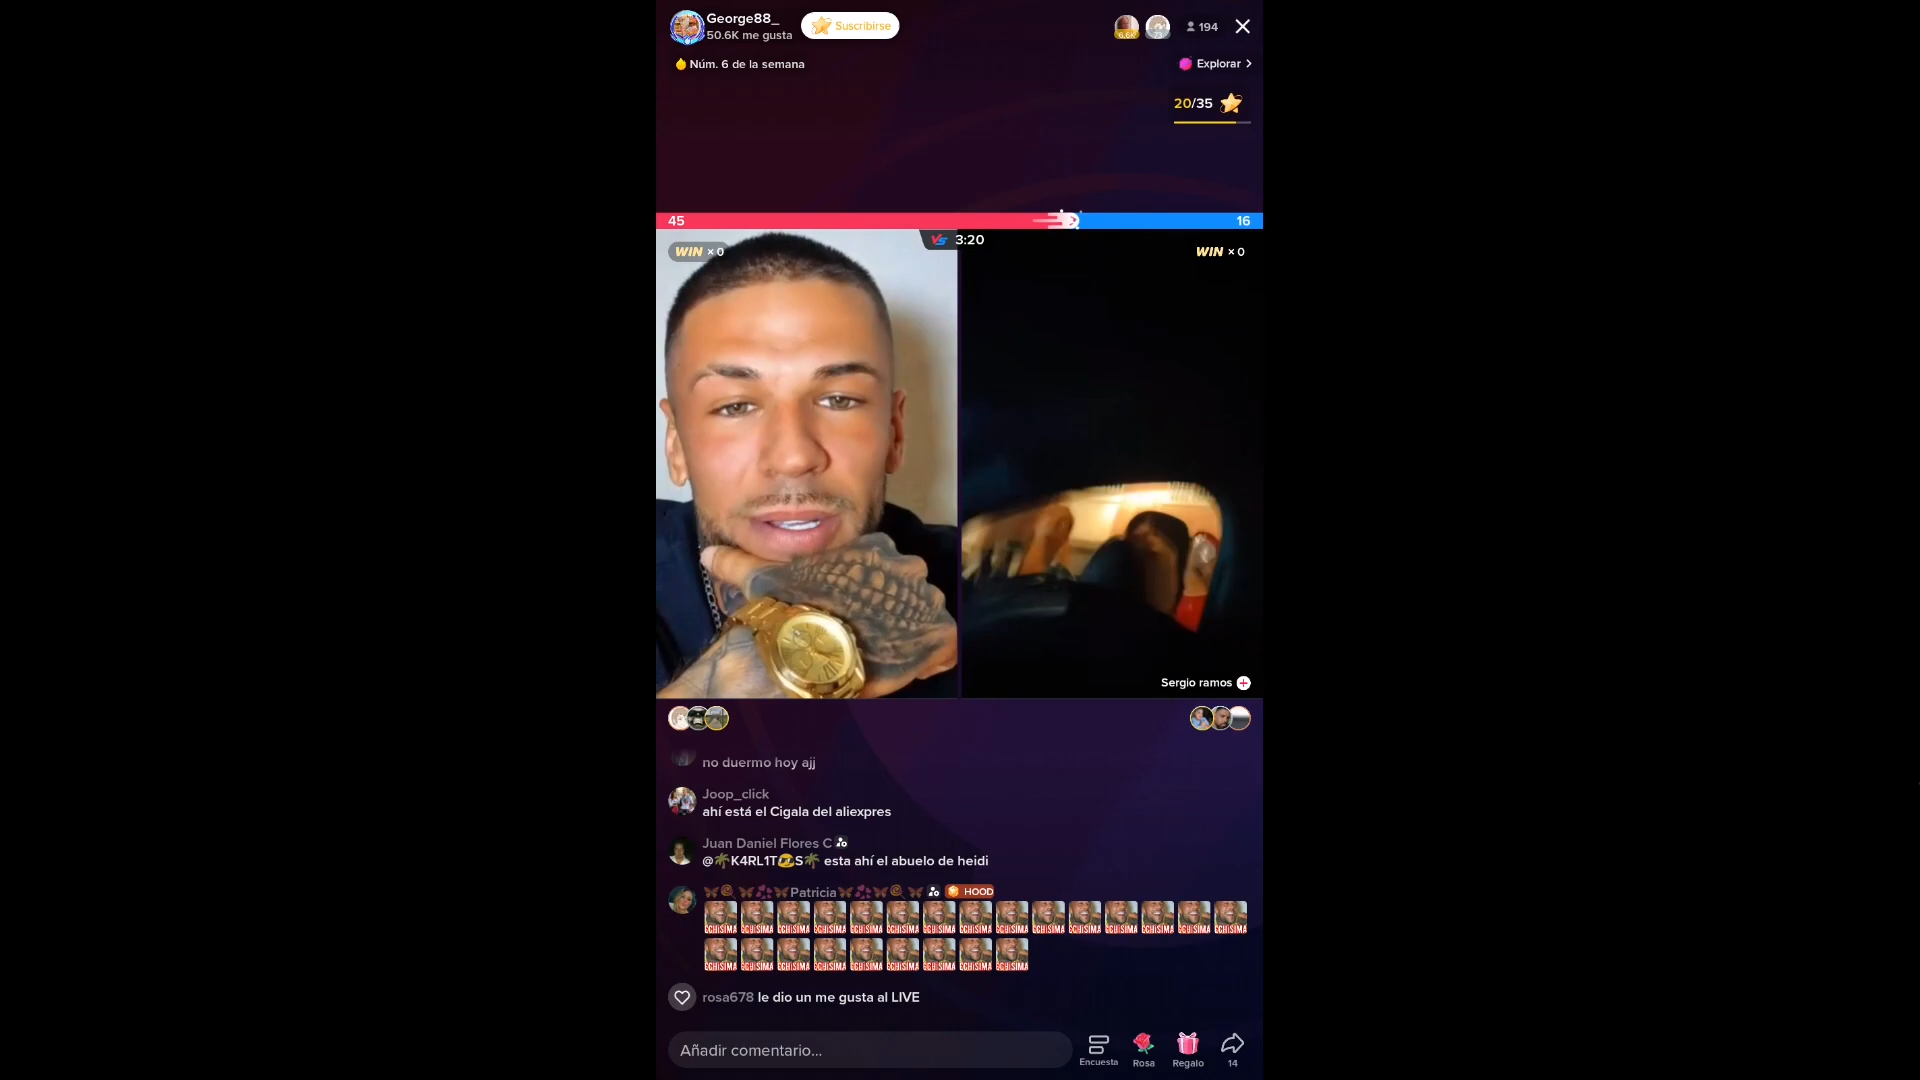 George88_
50.6K me gusta
Suscribirse
194
Núm. 6 de la semana
Explorar
20/35
45
16
WIN × 0
VS 3:20
WIN × 0
Sergio ramos
no duermo hoy ajj
Joop_click
ahí está el Cigala del aliexpres
Juan Daniel Flores C
@🌴K4RL1T😎S🌴 esta ahí el abuelo de heidi
Patricia HOOD
rosa678 le dio un me gusta al LIVE
Añadir comentario...
Encuesta
Rosa
Regalo
14